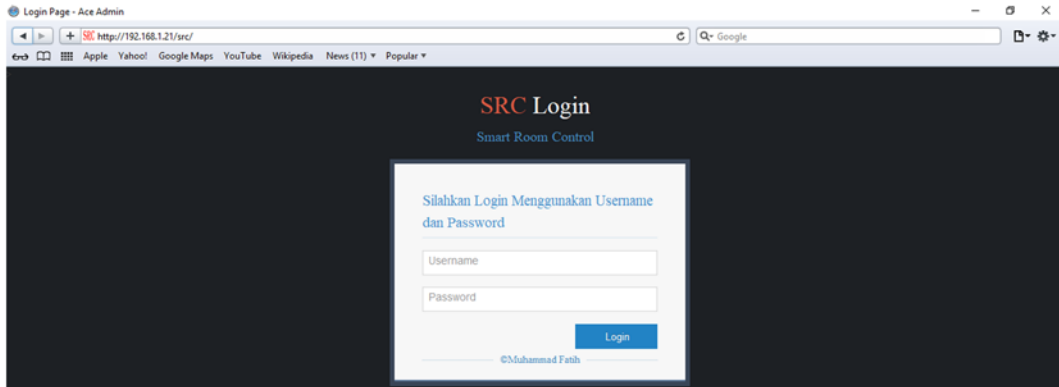 Login Page - Ace Admin
SRC http://192.168.1.21/src/
Google
Apple Yahoo! Google Maps YouTube Wikipedia News (11) Popular
SRC Login
Smart Room Control
Silahkan Login Menggunakan Username
dan Password
Username
Password
Login
©Muhammad Fatih